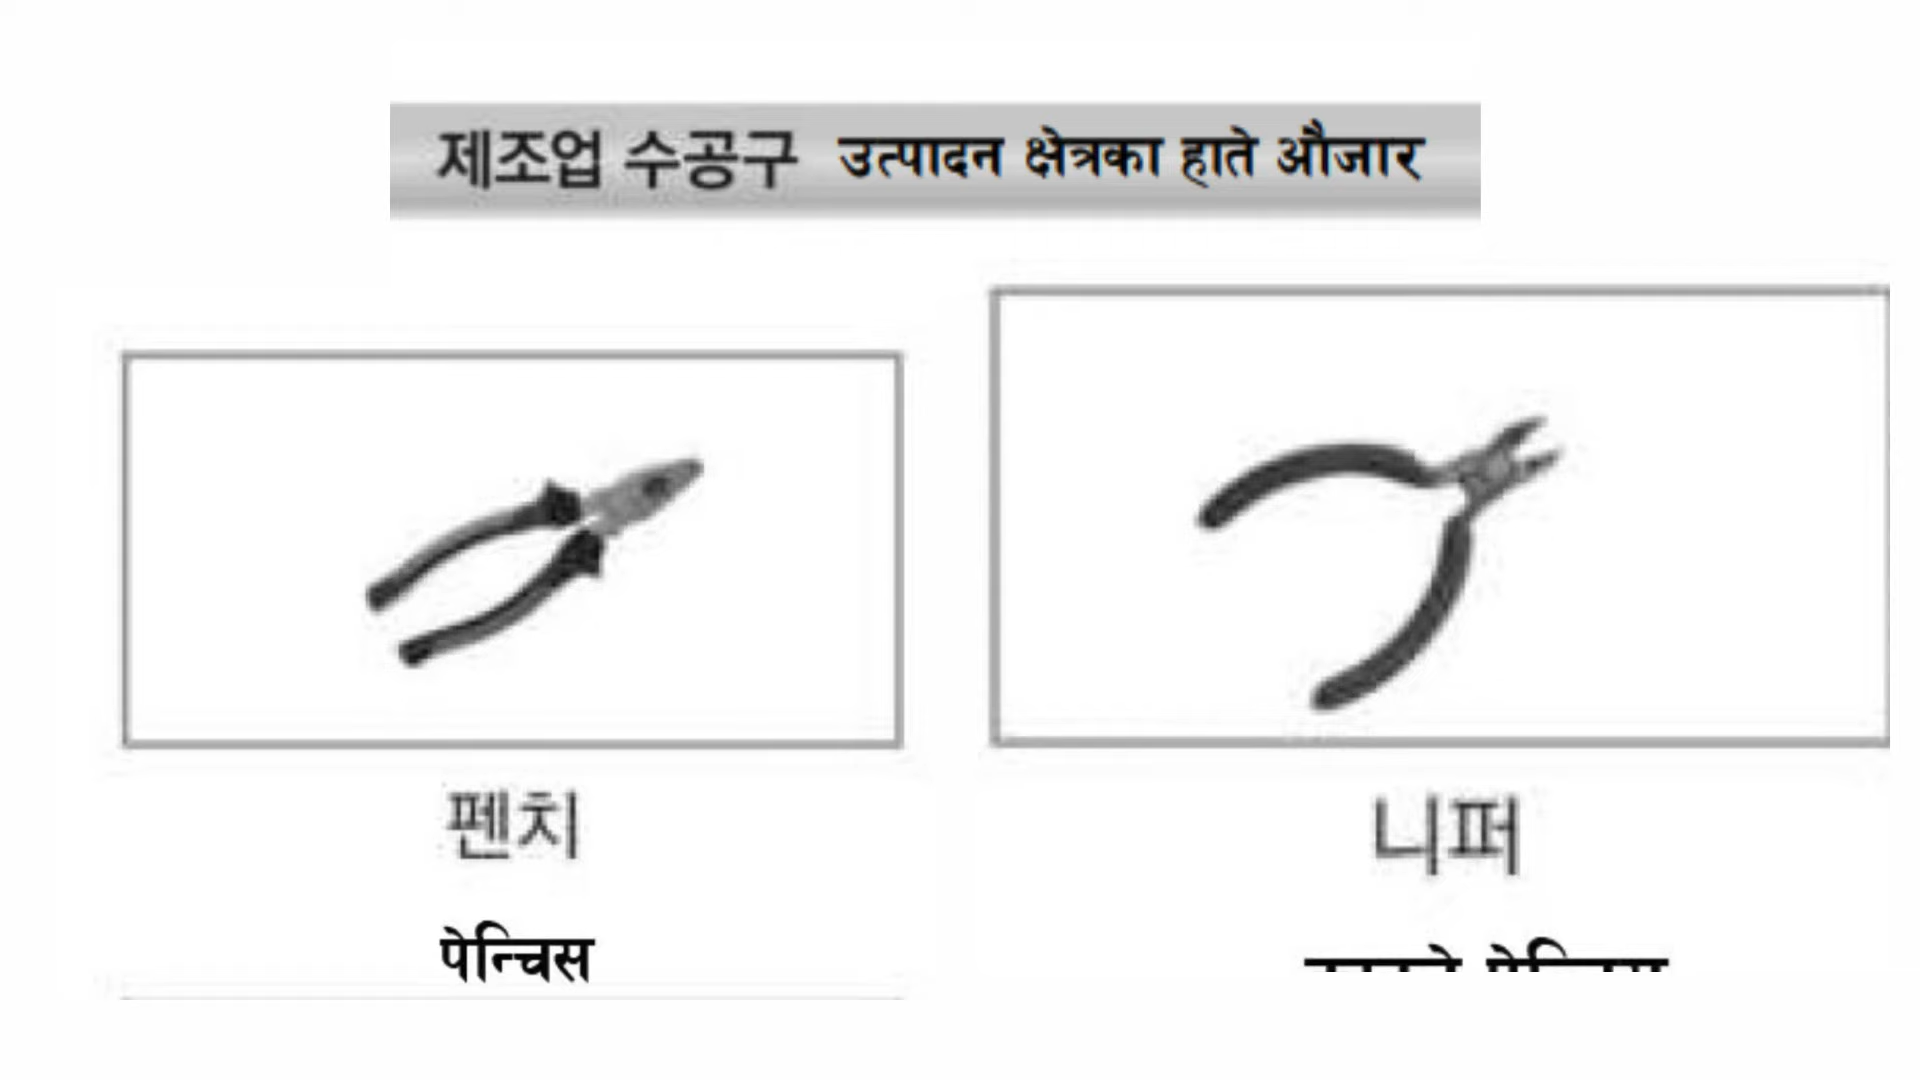 제조업 수공구 उत्पादन क्षेत्रका हाते औजार
펜치
니퍼
पेन्चिस